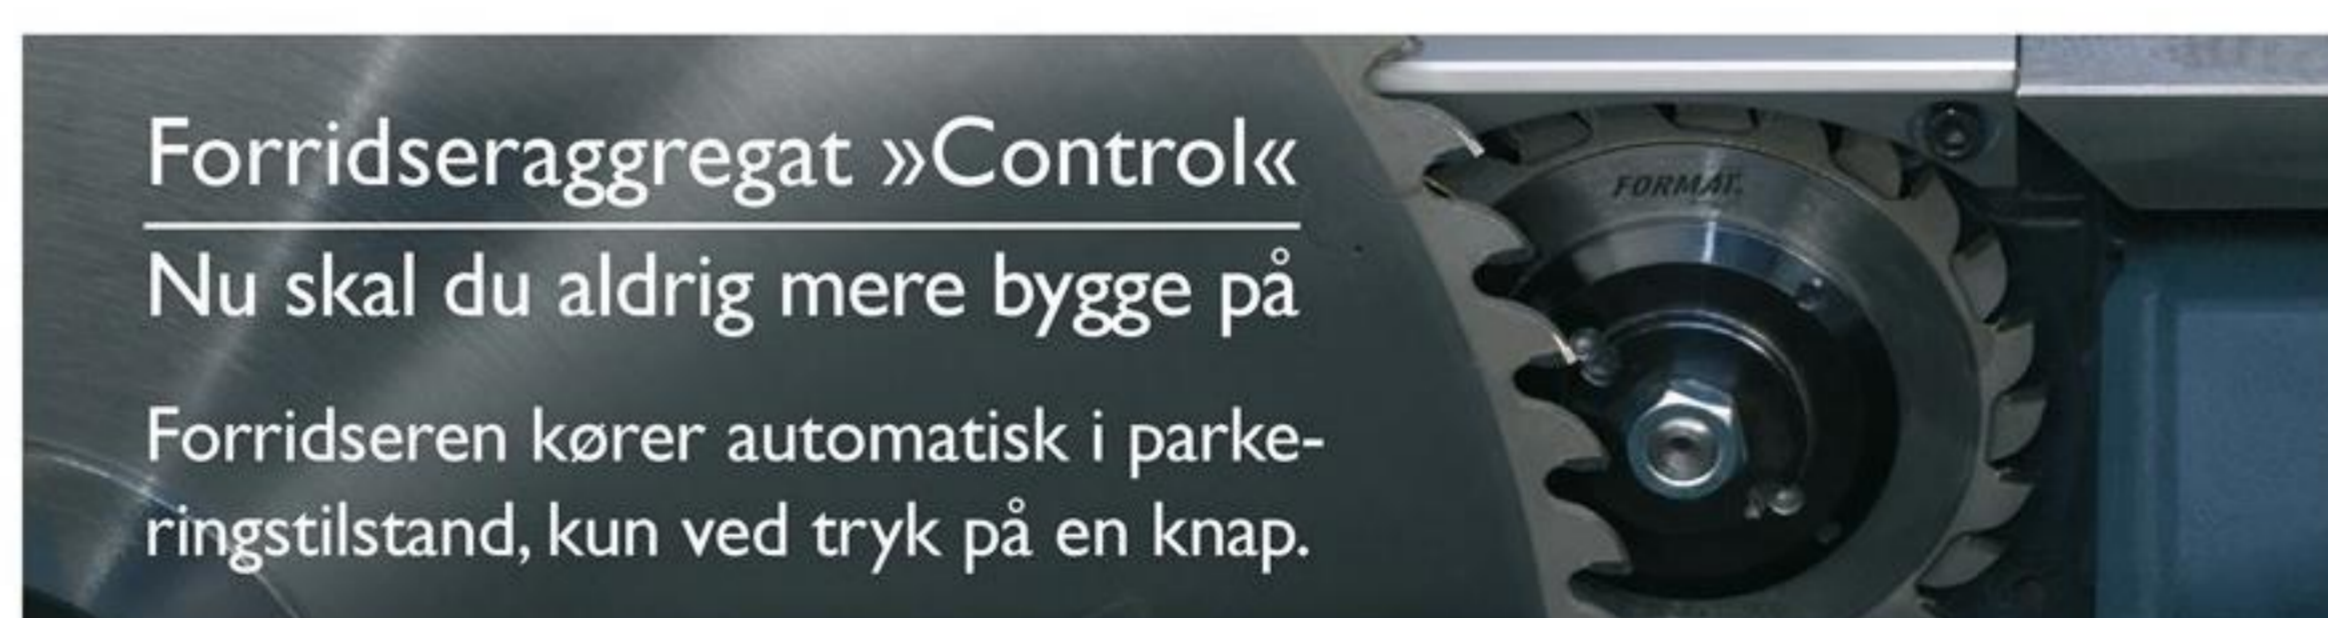 Forridseraggregat »Control«
Nu skal du aldrig mere bygge på
Forridseren kører automatisk i parke-
ringstilstand, kun ved tryk på en knap.
FORMAT.